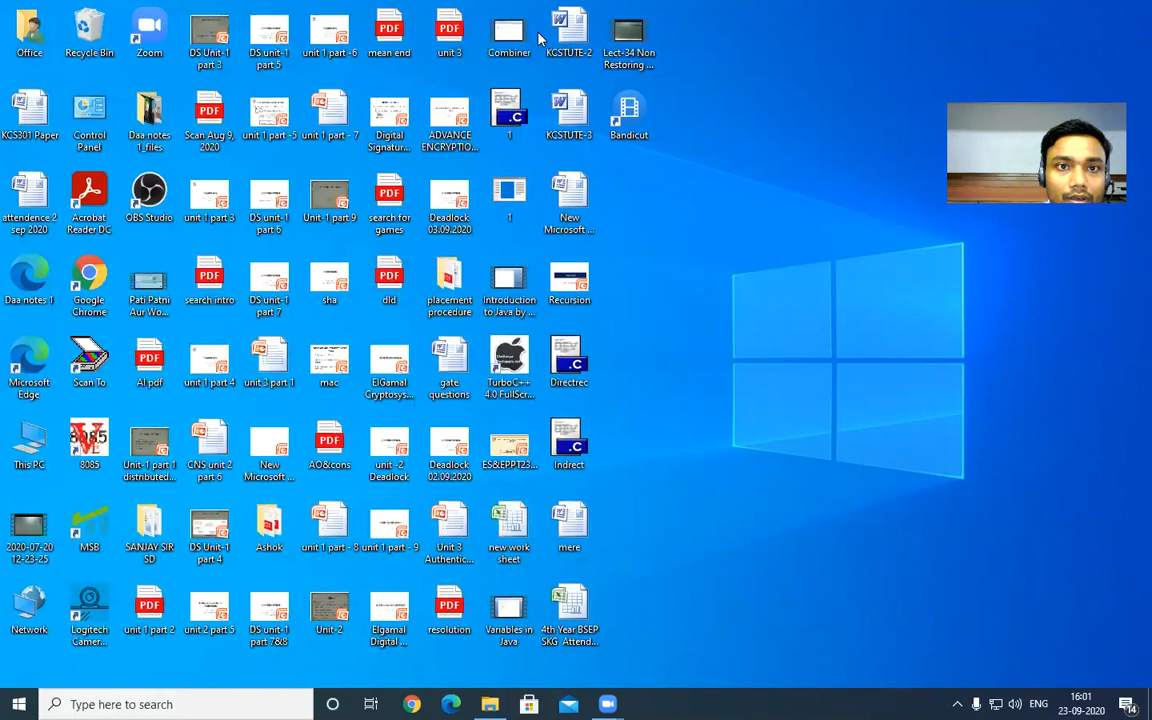 Office
Recycle Bin
Zoom
DS Unit-1
part 3
DS unit-1
part 5
unit 1 part -6
mean end
unit 3
Combiner
KCSTUTE-2
Lect-34 Non
Restoring ...
KCS301 Paper
Control
Panel
Daa notes
1_files
Scan Aug 9,
2020
unit 1 part -5
unit 1 part - 7
Digital
Signatur...
ADVANCE
ENCRYPTIO...
1
KCSTUTE-3
Bandicut
attendence 2
sep 2020
Acrobat
Reader DC
OBS Studio
unit 1 part 3
DS unit-1
part 6
Unit-1 part 9
search for
games
Deadlock
03.09.2020
1
New
Microsoft ...
Daa notes 1
Google
Chrome
Pati Patni
Aur Wo...
search intro
DS unit-1
part 7
sha
dld
placement
procedure
Introduction
to Java by ...
Recursion
Microsoft
Edge
Scan To
AI.pdf
unit 1 part 4
unit 3 part 1
mac
ElGamal
Cryptosys...
gate
questions
TurboC++
4.0 FullScr...
Directrec
This PC
8085
Unit-1 part 1
distributed...
CNS unit 2
part 6
New
Microsoft ...
AO&cons
unit -2
Deadlock
Deadlock
02.09.2020
ES&EPPT23...
Indrect
2020-07-20
12-23-25
MSB
SANJAY SIR
SD
DS Unit-1
part 4
Ashok
unit 1 part - 8
unit 1 part - 9
Unit 3
Authentic...
new work
sheet
mere
Network
Logitech
Camer...
unit 1 part 2
unit 2 part 5
DS unit-1
part 7&8
Unit-2
Elgamal
Digital ...
resolution
Variables in
Java
4th Year BSEP
SKG Attend...
Type here to search
ENG
16:01
23-09-2020
14